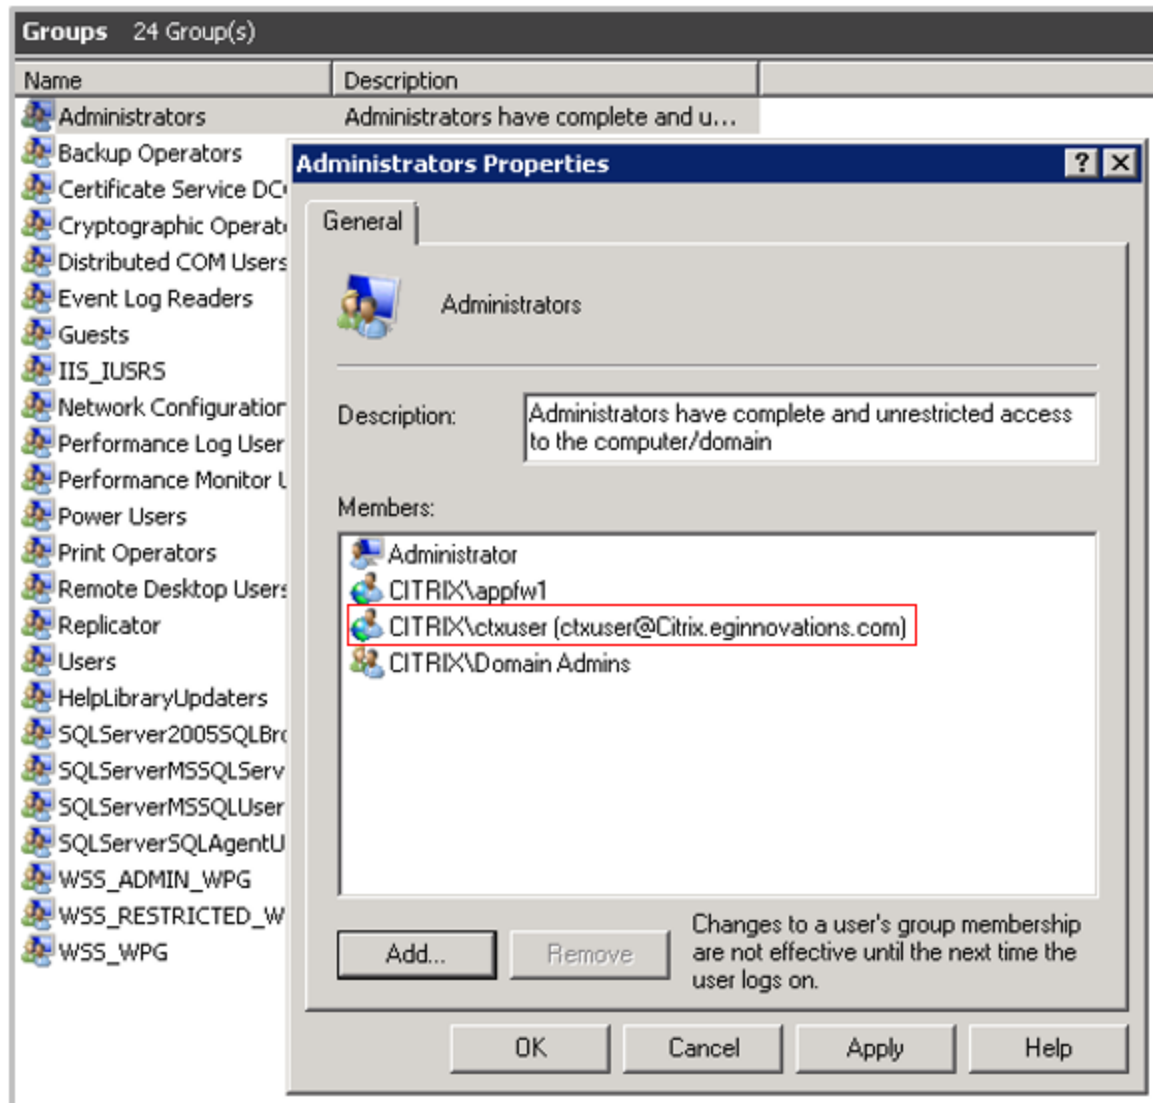 Groups 24 Group(s)
Name Description
Administrators Administrators have complete and u...
Backup Operators
Certificate Service DC
Cryptographic Operat
Distributed COM Users
Event Log Readers
Guests
IIS_IUSRS
Network Configuration
Performance Log User
Performance Monitor U
Power Users
Print Operators
Remote Desktop Users
Replicator
Users
HelpLibraryUpdaters
SQLServer2005SQLBro
SQLServerMSSQLServ
SQLServerMSSQLUser
SQLServerSQLAgentU
WSS_ADMIN_WPG
WSS_RESTRICTED_W
WSS_WPG
Administrators Properties
General
Administrators
Description:
Administrators have complete and unrestricted access
to the computer/domain
Members:
Administrator
CITRIX\appfw1
CITRIX\ctxuser (ctxuser@Citrix.eginnovations.com)
CITRIX\Domain Admins
Add... Remove
Changes to a user's group membership
are not effective until the next time the
user logs on.
OK Cancel Apply Help